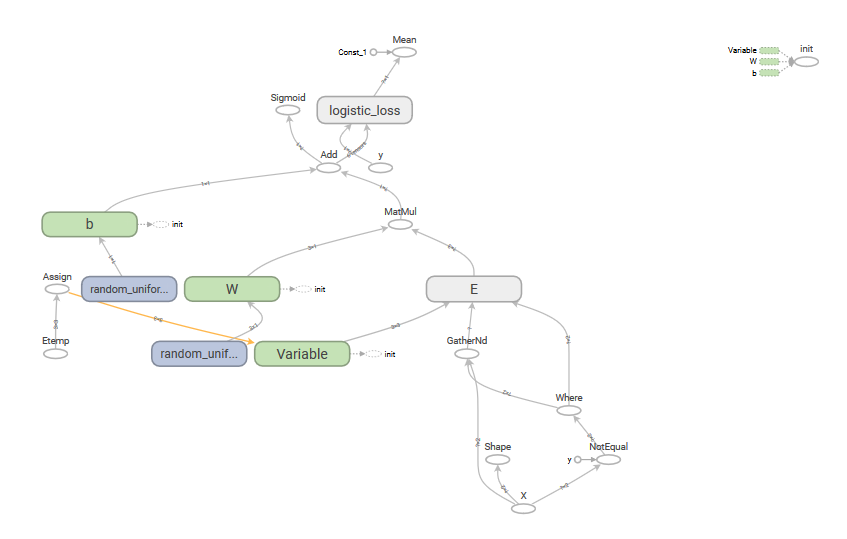 Mean
Const_1
Variable
init
W
b
Sigmoid
logistic_loss
Add
y
MatMul
b
init
Assign
random_unifor...
W
init
E
Etemp
random_unif...
Variable
init
GatherNd
Where
Shape
NotEqual
y
X